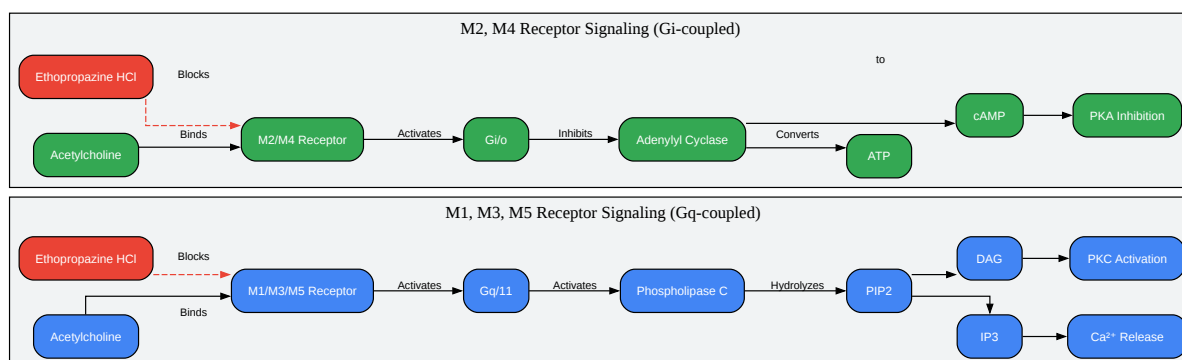 M2, M4 Receptor Signaling (Gi-coupled)
Ethopropazine HCl
Blocks
to
Acetylcholine
Binds
M2/M4 Receptor
Activates
Gi/o
Inhibits
Adenylyl Cyclase
Converts
ATP
cAMP
PKA Inhibition
M1, M3, M5 Receptor Signaling (Gq-coupled)
Ethopropazine HCl
Blocks
Acetylcholine
Binds
M1/M3/M5 Receptor
Activates
Gq/11
Activates
Phospholipase C
Hydrolyzes
PIP2
DAG
PKC Activation
IP3
Ca²⁺ Release